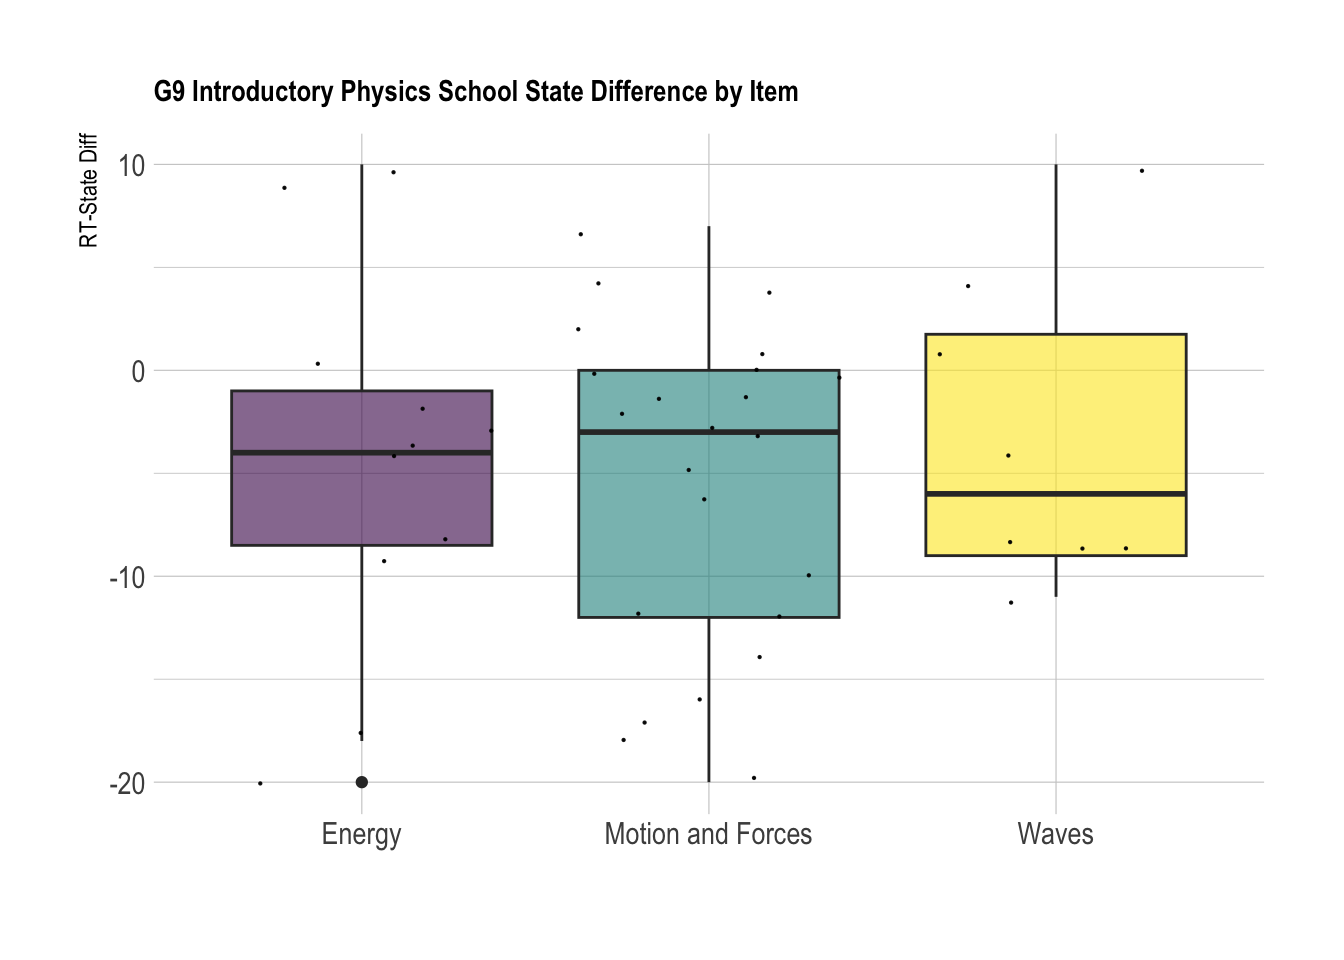 G9 Introductory Physics School State Difference by Item
RT-State Diff
10
0
-10
-20
Energy
Motion and Forces
Waves